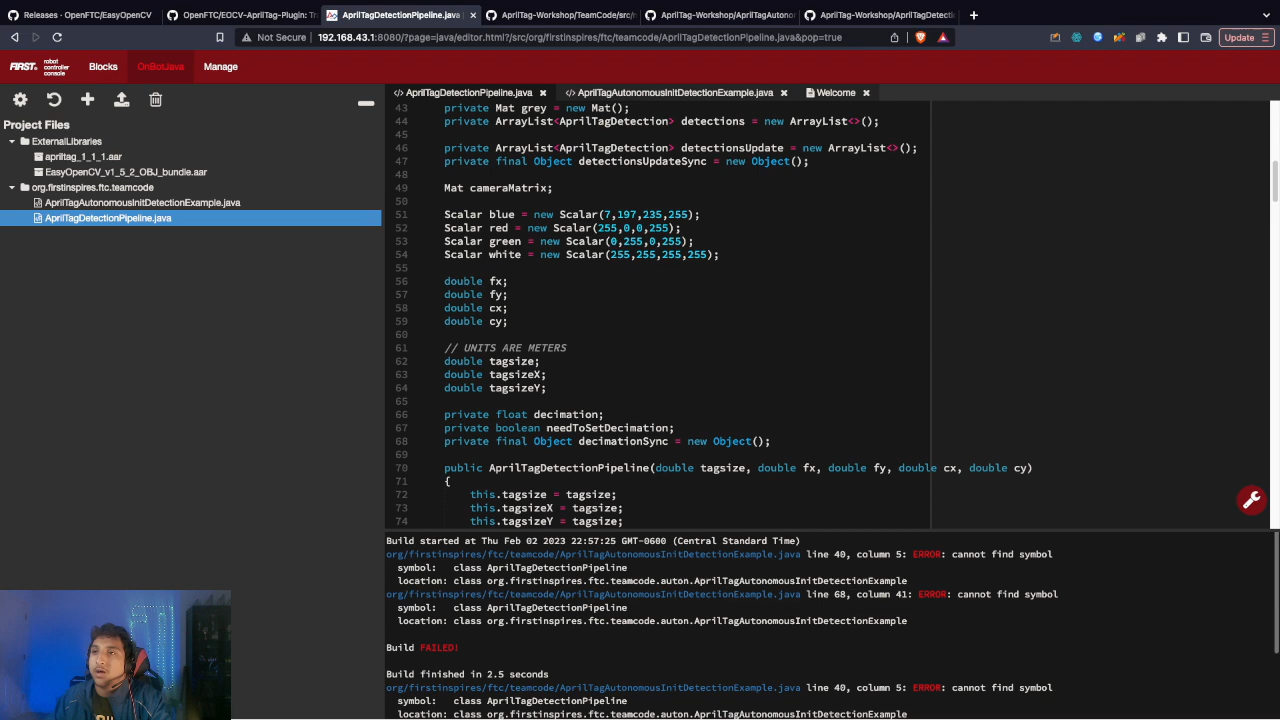 Releases · OpenFTC/EasyOpenCV
OpenFTC/EOCV-AprilTag-Plugin: Tr
AprilTagDetectionPipeline.java
AprilTag-Workshop/TeamCode/src/m
AprilTag-Workshop/AprilTagAutonom
AprilTag-Workshop/AprilTagDetecti
Not Secure 192.168.43.1:8080/?page=java/editor.html?/src/org/firstinspires/ftc/teamcode/AprilTagDetectionPipeline.java&pop=true
Update
FIRST. robot controller console
Blocks OnBotJava Manage
Project Files
ExternalLibraries
apriltag_1_1_1.aar
EasyOpenCV_v1_5_2_OBJ_bundle.aar
org.firstinspires.ftc.teamcode
AprilTagAutonomousInitDetectionExample.java
AprilTagDetectionPipeline.java
</> AprilTagDetectionPipeline.java </> AprilTagAutonomousInitDetectionExample.java Welcome
43 private Mat grey = new Mat();
44 private ArrayList<AprilTagDetection> detections = new ArrayList<>();
45
46 private ArrayList<AprilTagDetection> detectionsUpdate = new ArrayList<>();
47 private final Object detectionsUpdateSync = new Object();
48
49 Mat cameraMatrix;
50
51 Scalar blue = new Scalar(7,197,235,255);
52 Scalar red = new Scalar(255,0,0,255);
53 Scalar green = new Scalar(0,255,0,255);
54 Scalar white = new Scalar(255,255,255,255);
55
56 double fx;
57 double fy;
58 double cx;
59 double cy;
60
61 // UNITS ARE METERS
62 double tagsize;
63 double tagsizeX;
64 double tagsizeY;
65
66 private float decimation;
67 private boolean needToSetDecimation;
68 private final Object decimationSync = new Object();
69
70 public AprilTagDetectionPipeline(double tagsize, double fx, double fy, double cx, double cy)
71 {
72 this.tagsize = tagsize;
73 this.tagsizeX = tagsize;
74 this.tagsizeY = tagsize;
Build started at Thu Feb 02 2023 22:57:25 GMT-0600 (Central Standard Time)
org/firstinspires/ftc/teamcode/AprilTagAutonomousInitDetectionExample.java line 40, column 5: ERROR: cannot find symbol
symbol: class AprilTagDetectionPipeline
location: class org.firstinspires.ftc.teamcode.auton.AprilTagAutonomousInitDetectionExample
org/firstinspires/ftc/teamcode/AprilTagAutonomousInitDetectionExample.java line 68, column 41: ERROR: cannot find symbol
symbol: class AprilTagDetectionPipeline
location: class org.firstinspires.ftc.teamcode.auton.AprilTagAutonomousInitDetectionExample
Build FAILED!
Build finished in 2.5 seconds
org/firstinspires/ftc/teamcode/AprilTagAutonomousInitDetectionExample.java line 40, column 5: ERROR: cannot find symbol
symbol: class AprilTagDetectionPipeline
location: class org.firstinspires.ftc.teamcode.auton.AprilTagAutonomousInitDetectionExample